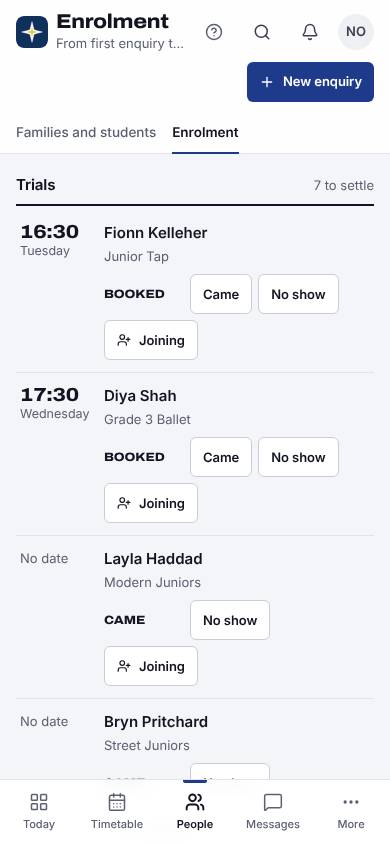 Enrolment
From first enquiry t...
NO
New enquiry
Families and students
Enrolment
Trials
7 to settle
16:30
Tuesday
Fionn Kelleher
Junior Tap
BOOKED
Came
No show
Joining
17:30
Wednesday
Diya Shah
Grade 3 Ballet
BOOKED
Came
No show
Joining
No date
Layla Haddad
Modern Juniors
CAME
No show
Joining
No date
Bryn Pritchard
Street Juniors
Today
Timetable
People
Messages
More